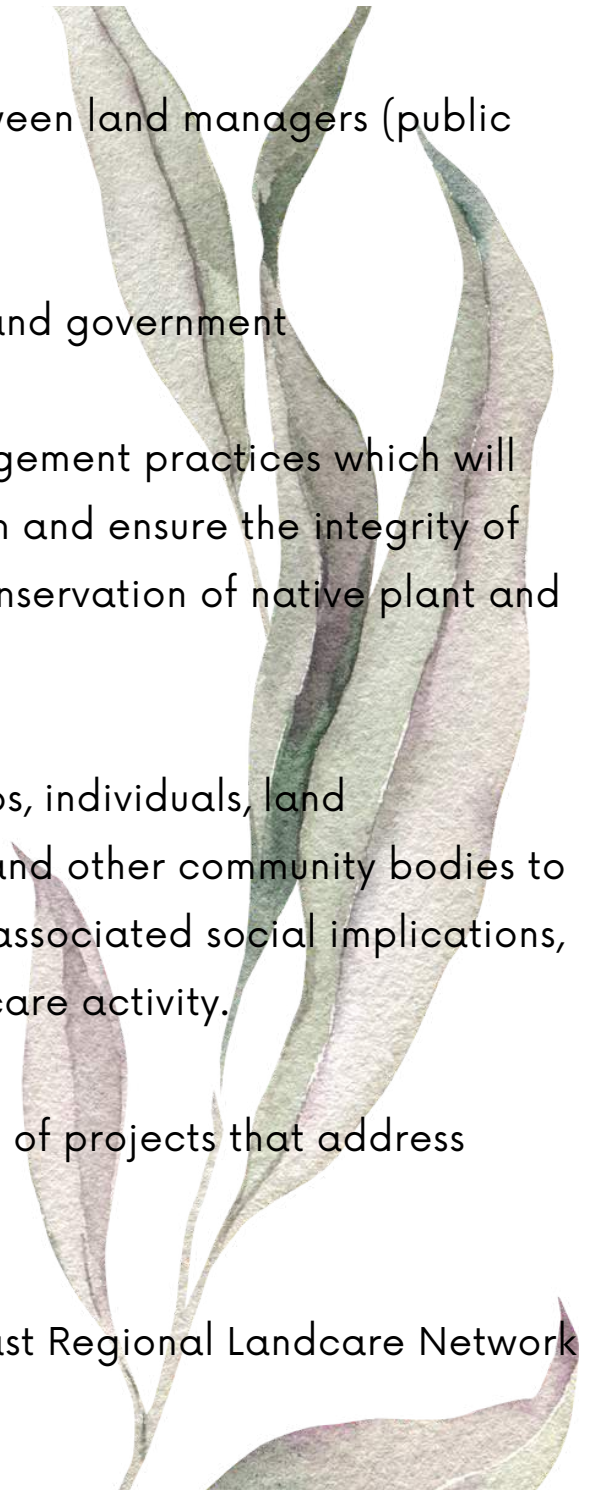 ween land managers (public
and government
gement practices which will
n and ensure the integrity of
nservation of native plant and
ps, individuals, land
and other community bodies to
associated social implications,
care activity.
of projects that address
ast Regional Landcare Network